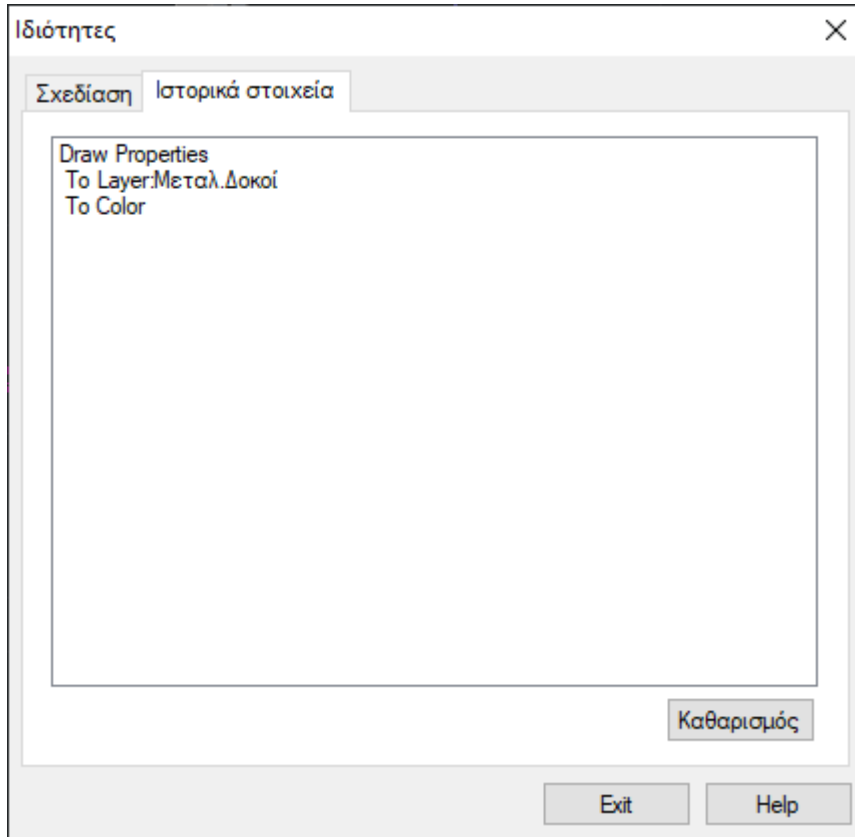 Ιδιότητες
Σχεδίαση Ιστορικά στοιχεία
Draw Properties
To Layer:Μεταλ.Δοκοί
To Color
Καθαρισμός
Exit Help